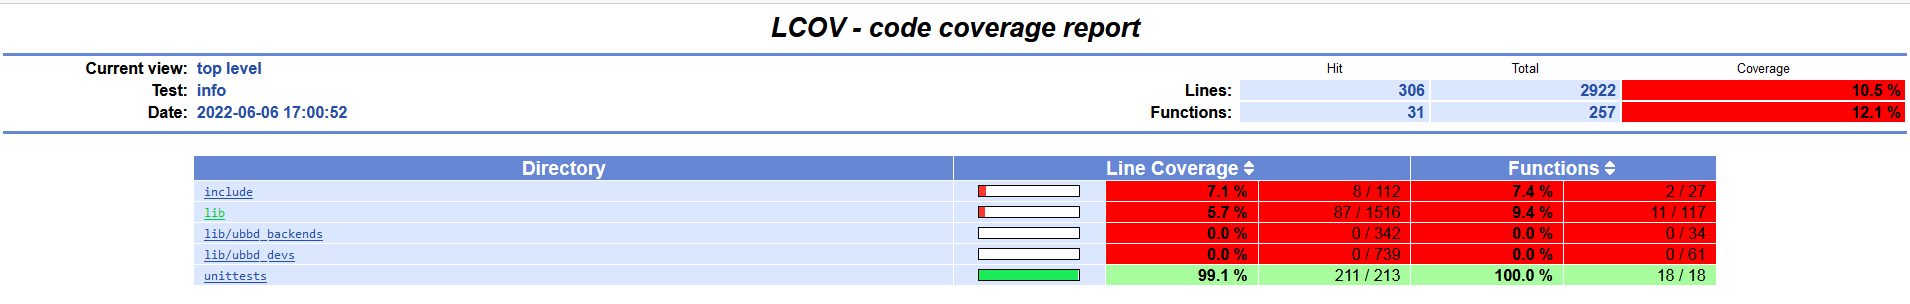 LCOV - code coverage report
Current view: top level Hit Total Coverage
Test: info Lines: 306 2922 10.5 %
Date: 2022-06-06 17:00:52 Functions: 31 257 12.1 %
Directory Line Coverage Functions
include 7.1 % 8 / 112 7.4 % 2 / 27
lib 5.7 % 87 / 1516 9.4 % 11 / 117
lib/ubbd_backends 0.0 % 0 / 342 0.0 % 0 / 34
lib/ubbd_devs 0.0 % 0 / 739 0.0 % 0 / 61
unittests 99.1 % 211 / 213 100.0 % 18 / 18